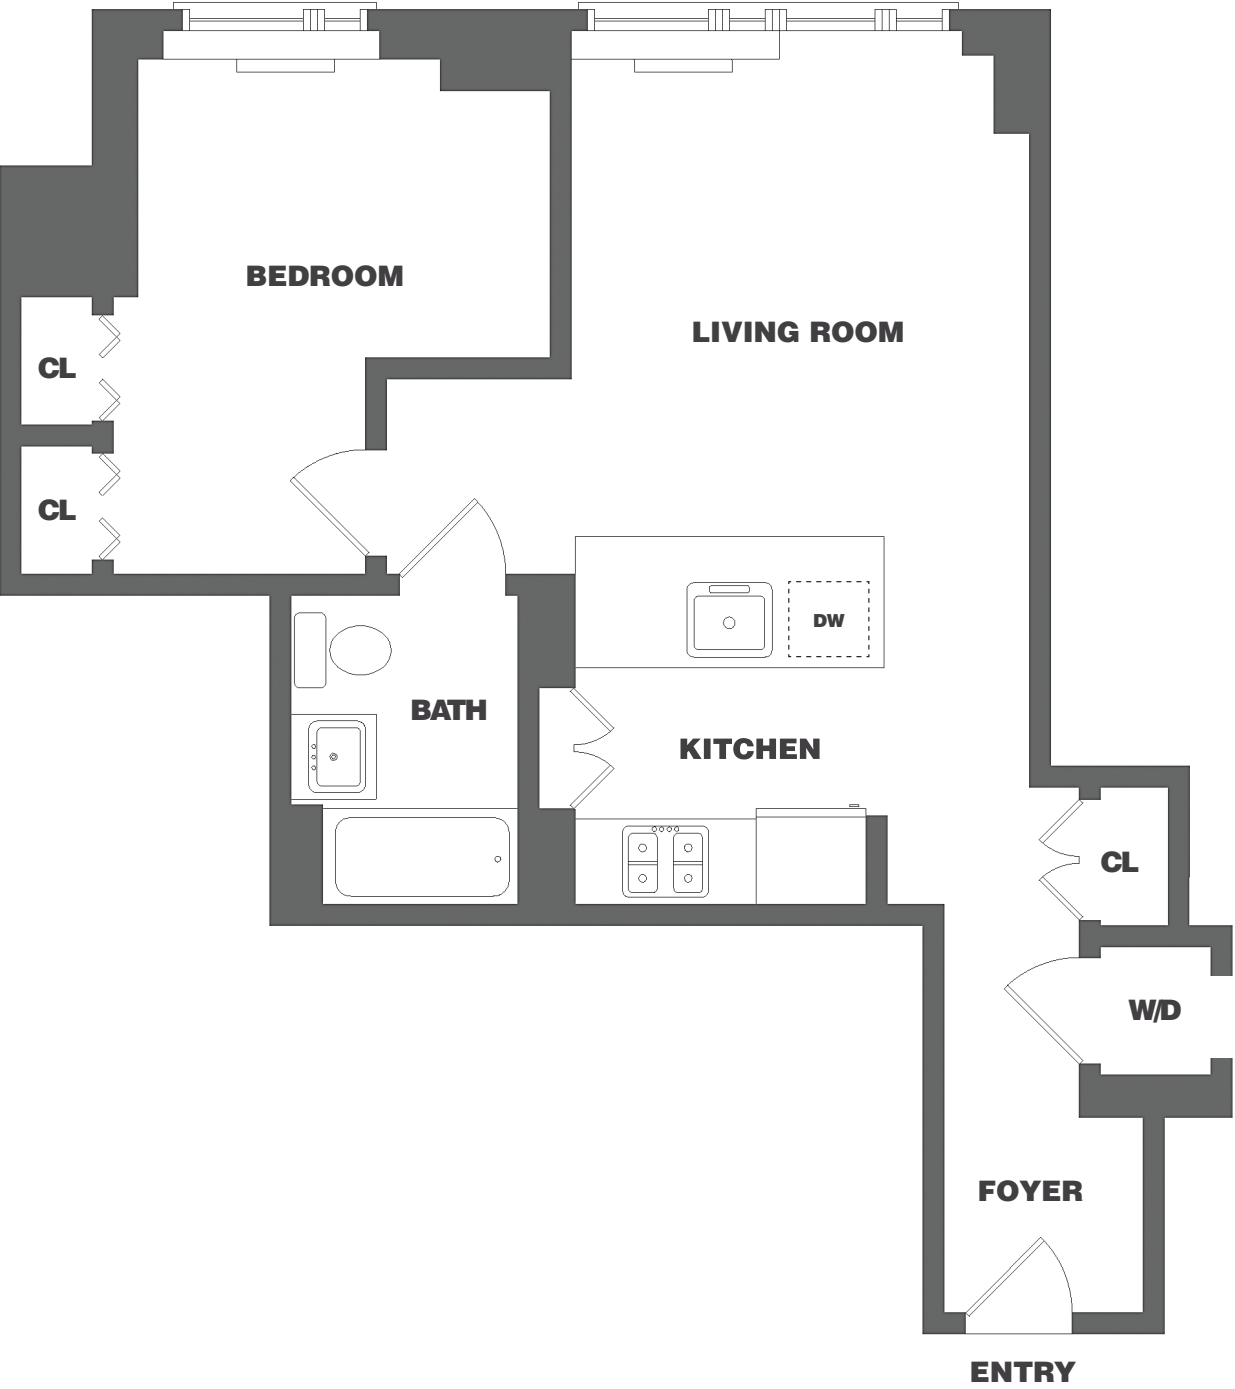 BEDROOM
LIVING ROOM
CL
CL
DW
BATH
KITCHEN
CL
W/D
FOYER
ENTRY